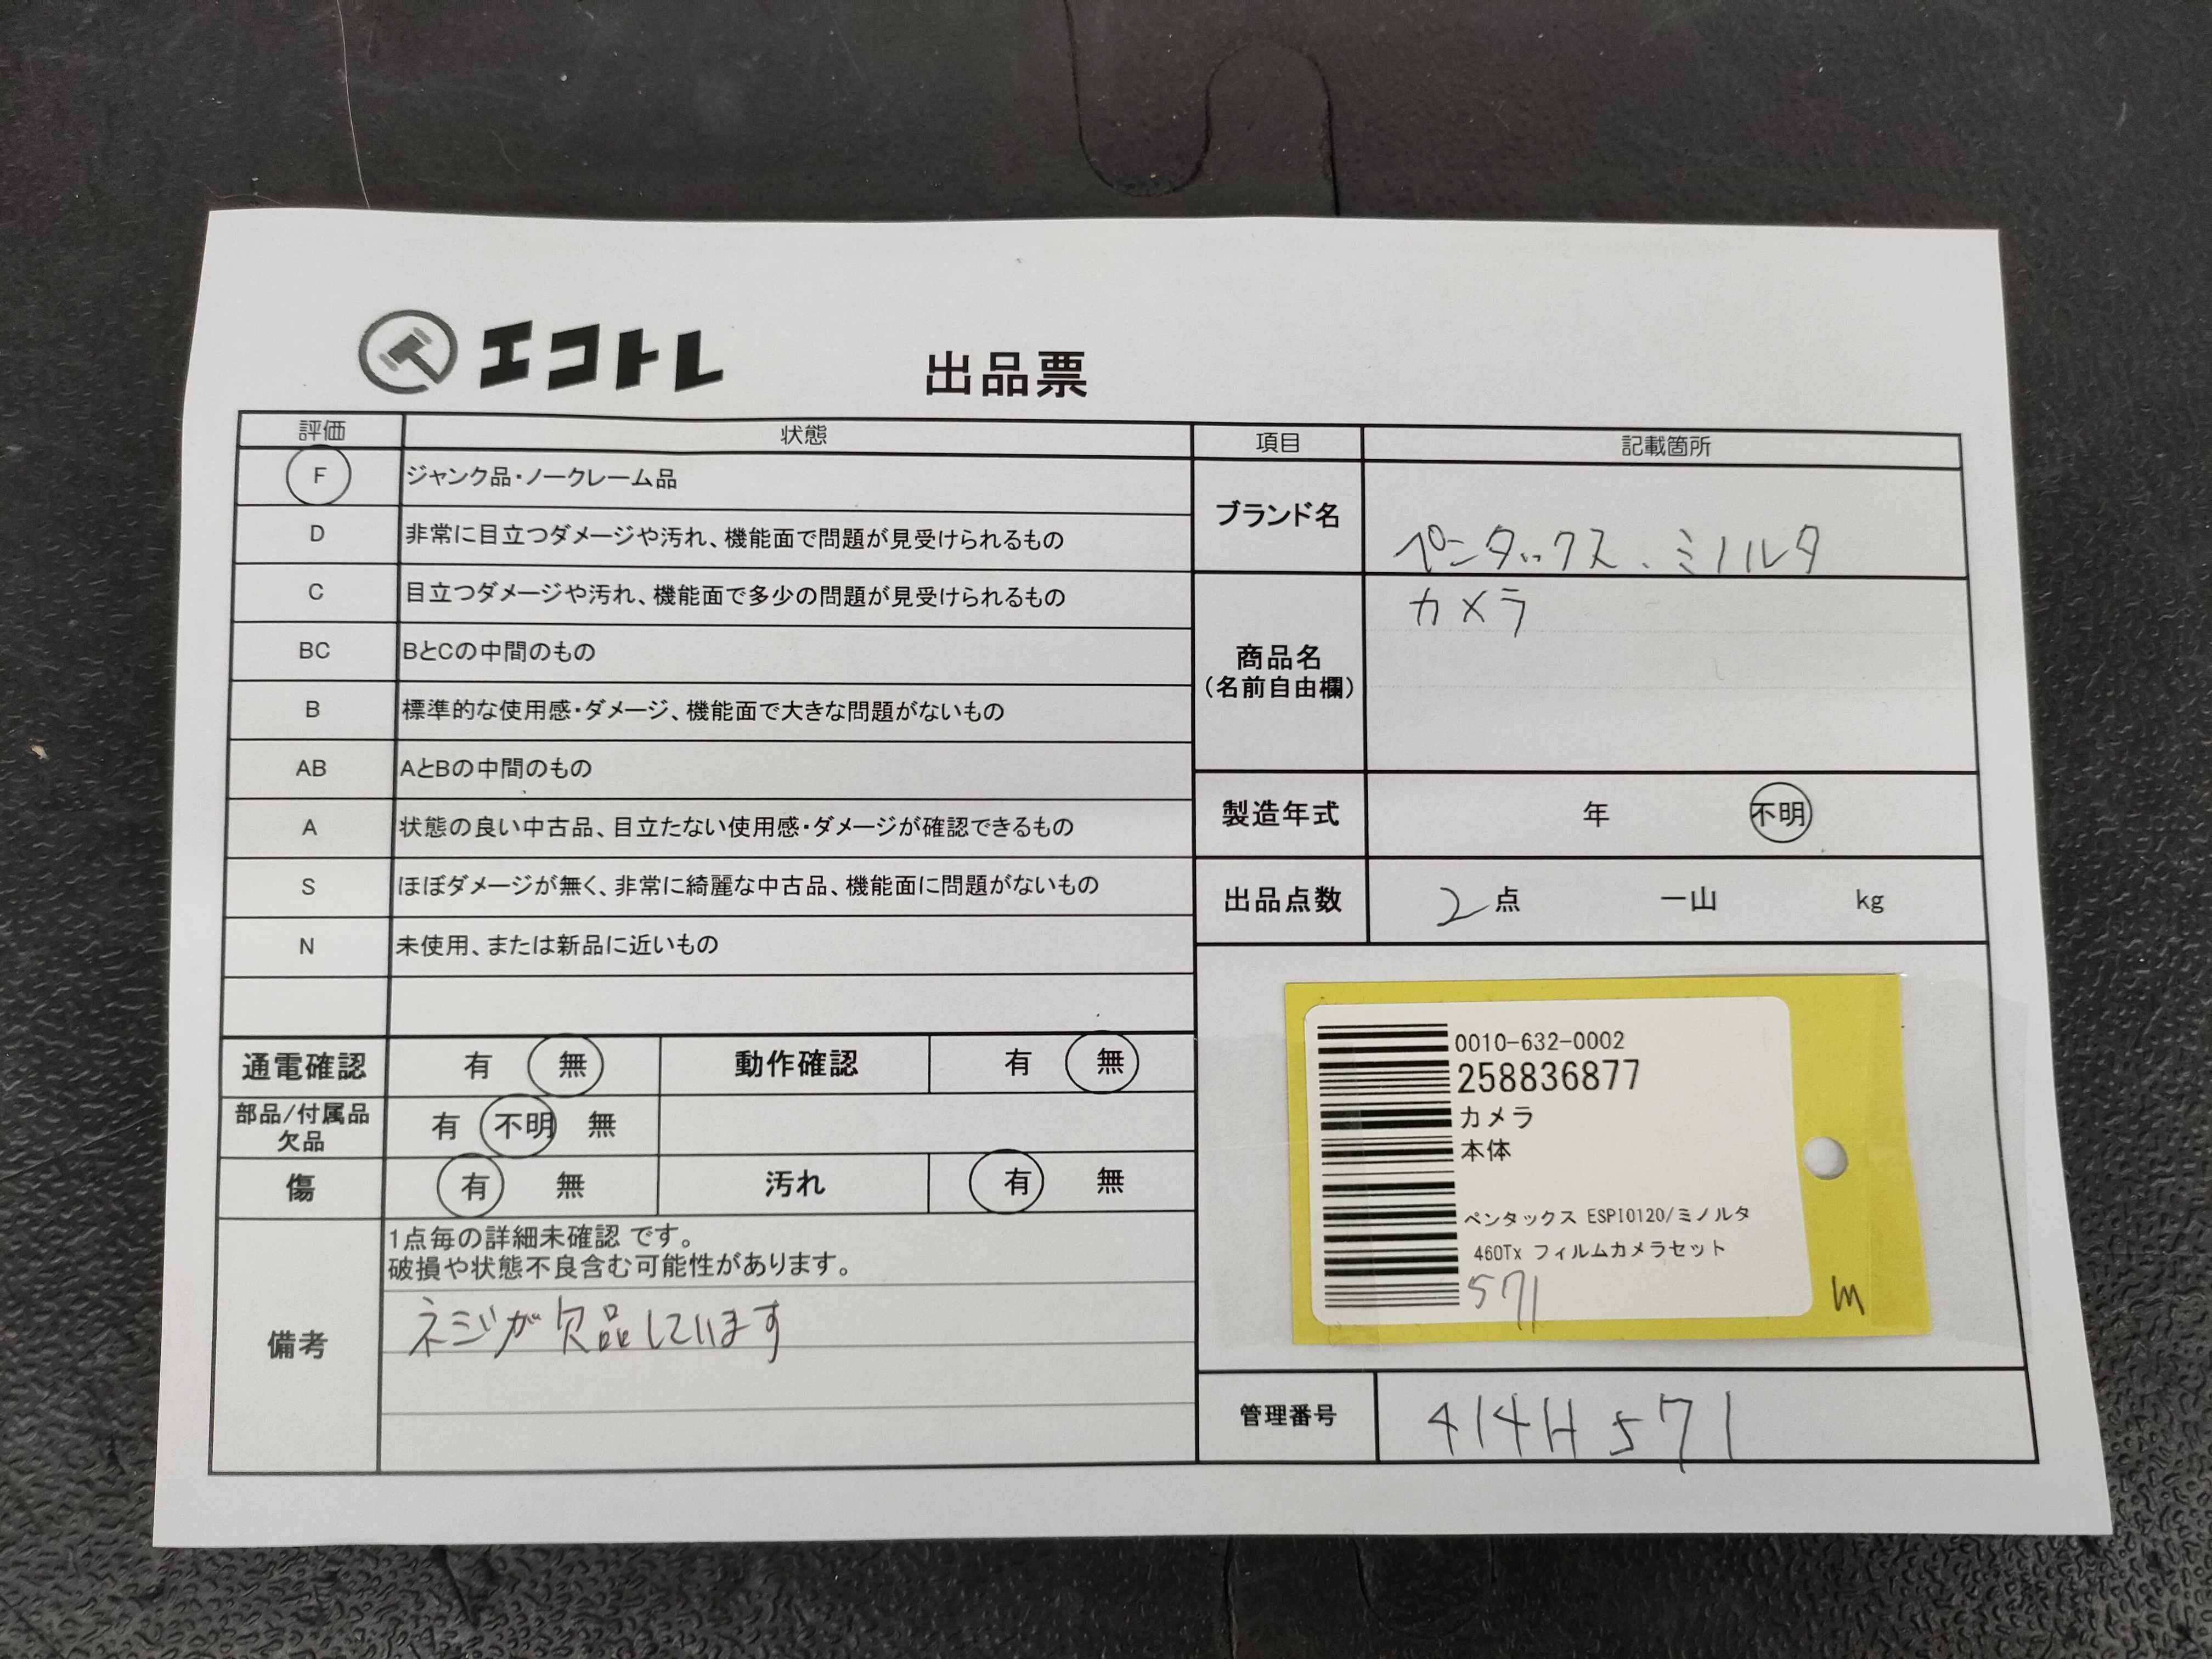 エコトレ
出品票
評価 状態
F ジャンク品・ノークレーム品
D 非常に目立つダメージや汚れ、機能面で問題が見受けられるもの
C 目立つダメージや汚れ、機能面で多少の問題が見受けられるもの
BC BとCの中間のもの
B 標準的な使用感・ダメージ、機能面で大きな問題がないもの
AB AとBの中間のもの
A 状態の良い中古品、目立たない使用感・ダメージが確認できるもの
S ほぼダメージが無く、非常に綺麗な中古品、機能面に問題がないもの
N 未使用、または新品に近いもの
通電確認 有 無 動作確認 有 無
部品/付属品
欠品
有 不明 無
傷 有 無 汚れ 有 無
備考
1点毎の詳細未確認 です。
破損や状態不良含む可能性があります。
ネジが欠品しています
項目 記載箇所
ブランド名 ペンタックス、ミノルタ
商品名
(名前自由欄)
カメラ
製造年式 年 不明
出品点数 2点 一山 kg
0010-632-0002
258836877
カメラ
本体
ペンタックス ESPI0120/ミノルタ
460Tx フィルムカメラセット
571
m
管理番号 414H571